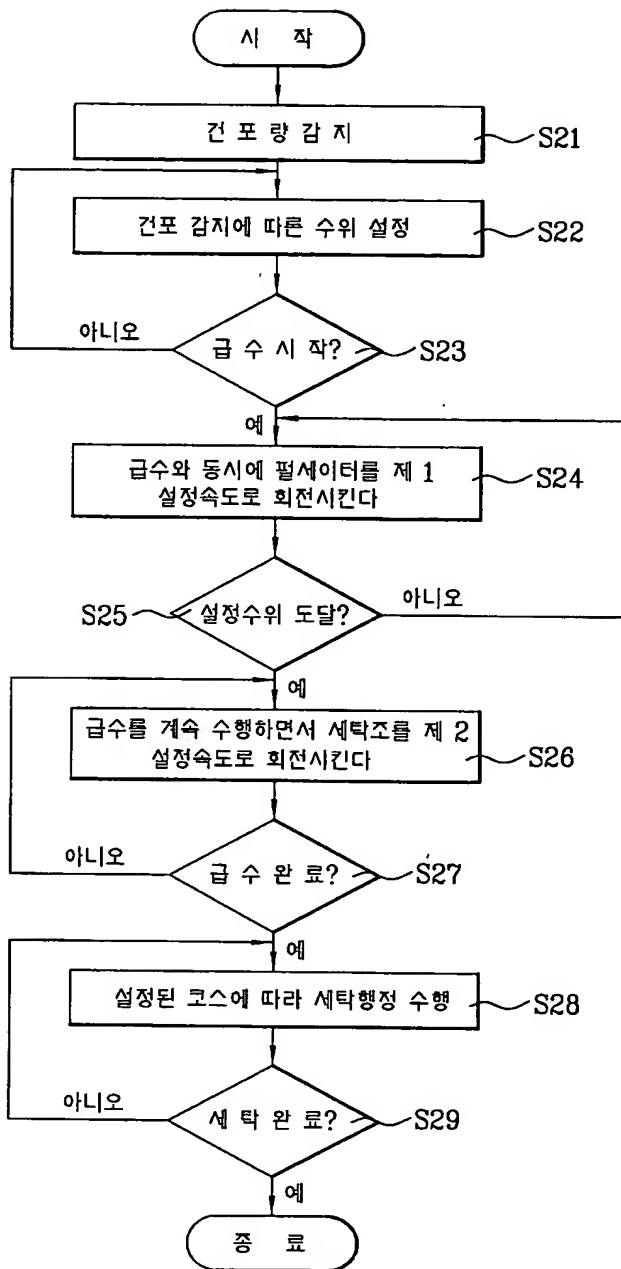 시 작
건 포 량 감 지
S21
건포 감지에 따른 수위 설정
S22
아니오
급 수 시 작?
S23
예
급수와 동시에 펄세이터를 제 1
설정속도로 회전시킨다
S24
S25
설정수위 도달?
아니오
예
급수를 계속 수행하면서 세탁조를 제 2
설정속도로 회전시킨다
S26
아니오
급 수 완 료?
S27
예
설정된 코스에 따라 세탁행정 수행
S28
아니오
세 탁 완 료?
S29
예
종 료